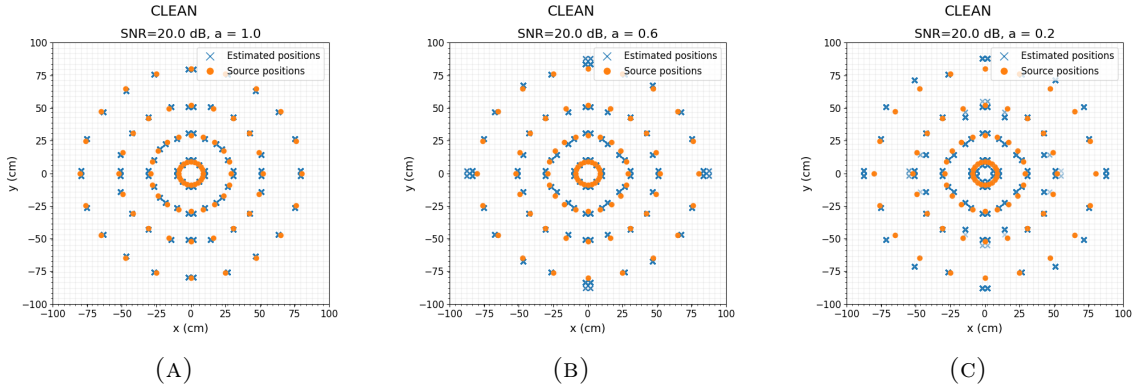 CLEAN
SNR=20.0 dB, a = 1.0
100
75
50
25
0
−25
−50
−75
−100
y (cm)
Estimated positions
Source positions
−100 −75 −50 −25 0 25 50 75 100
x (cm)
(A)
CLEAN
SNR=20.0 dB, a = 0.6
100
75
50
25
0
−25
−50
−75
−100
y (cm)
Estimated positions
Source positions
−100 −75 −50 −25 0 25 50 75 100
x (cm)
(B)
CLEAN
SNR=20.0 dB, a = 0.2
100
75
50
25
0
−25
−50
−75
−100
y (cm)
Estimated positions
Source positions
−100 −75 −50 −25 0 25 50 75 100
x (cm)
(C)